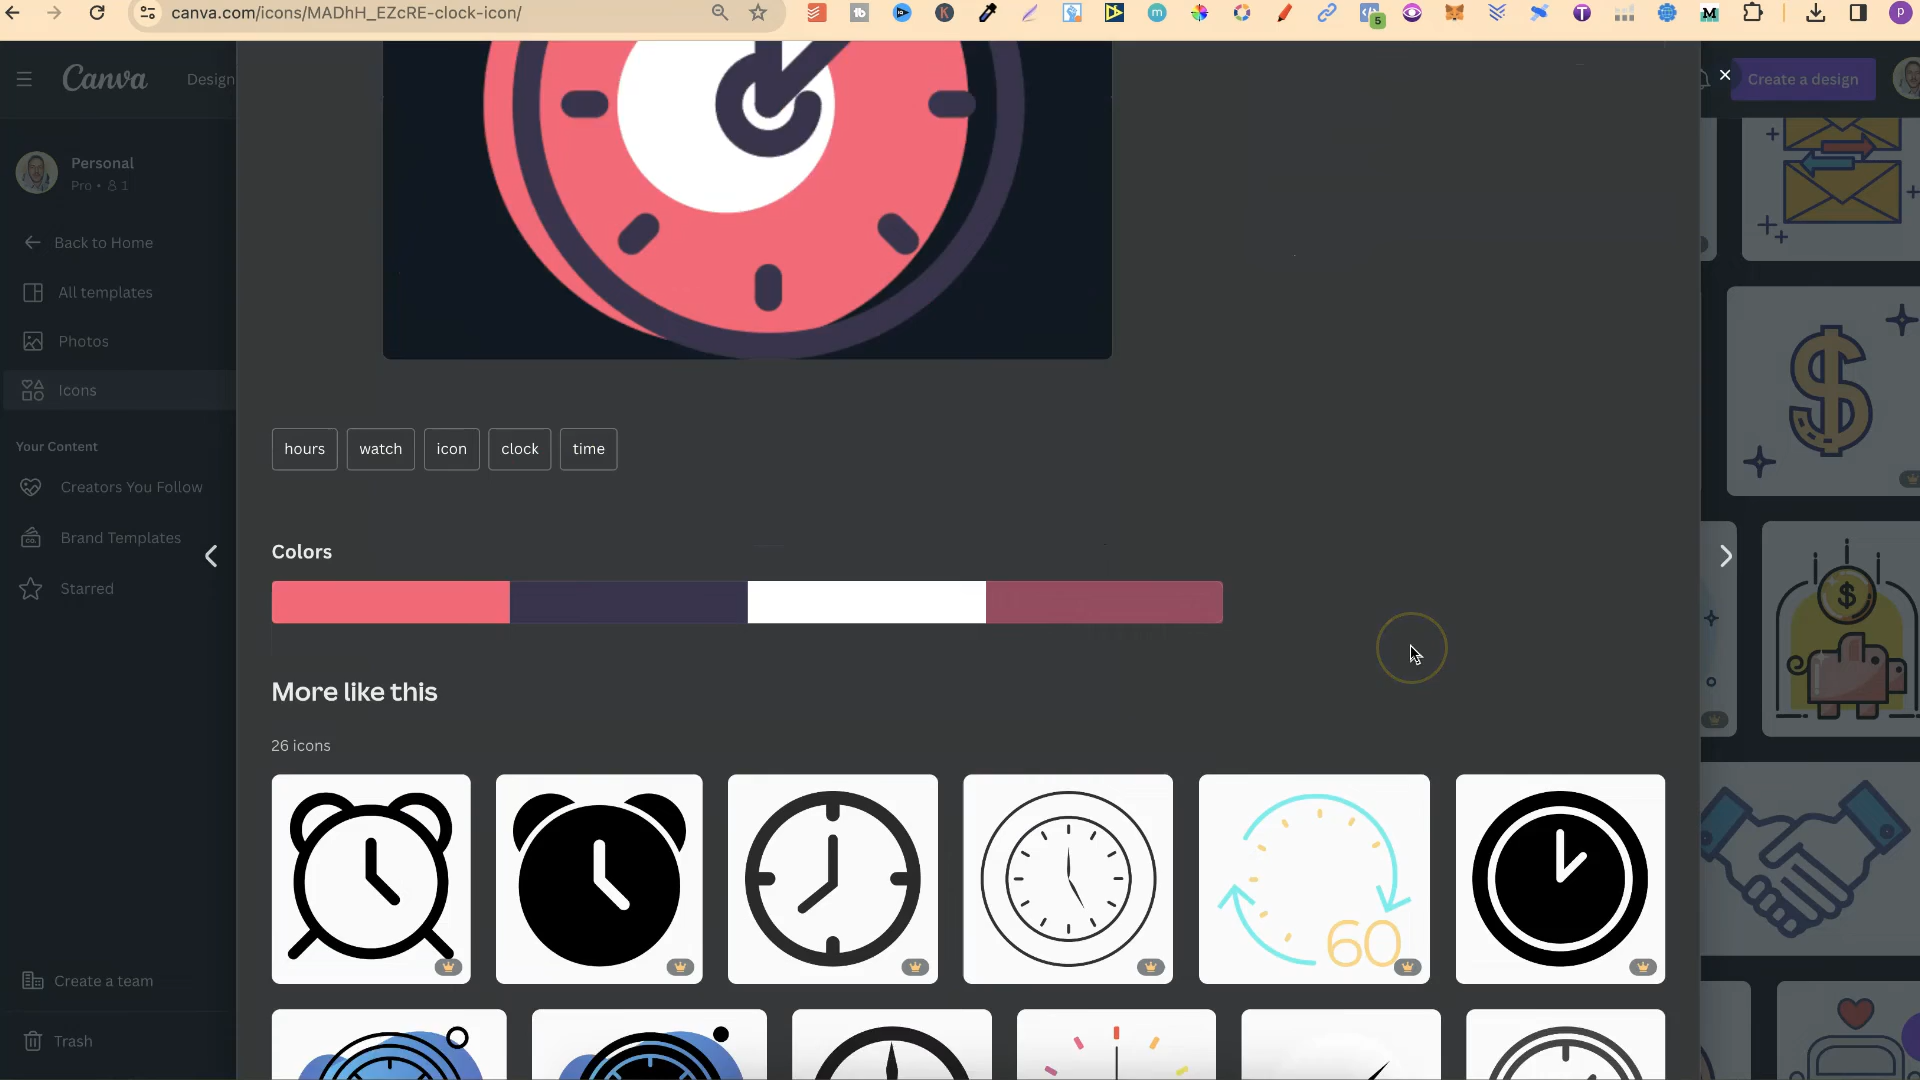 canva.com/icons/MADhH_EZcRE-clock-icon/
5
M
P
Canva
Design
Create a design
Personal
Pro • 1
Back to Home
All templates
Photos
Icons
Your Content
Creators You Follow
Brand Templates
Starred
Create a team
Trash
hours
watch
icon
clock
time
Colors
More like this
26 icons
60